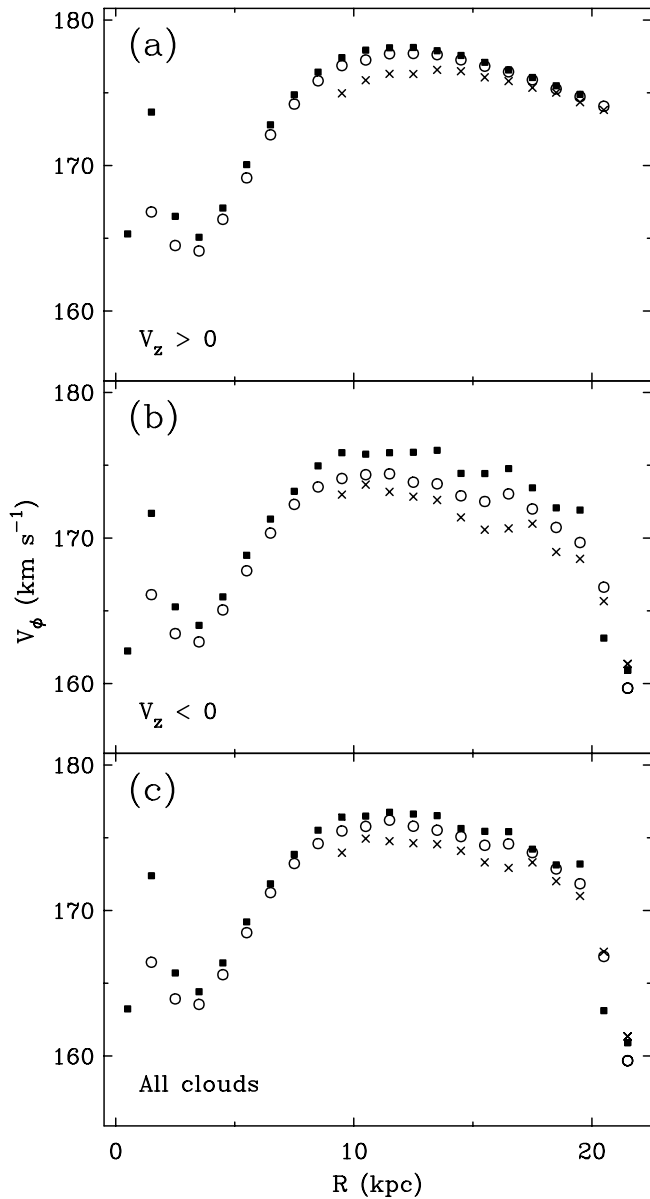 180
(a)
170
160
V_z > 0
180
(b)
170
V_ϕ (km s⁻¹)
160
V_z < 0
180
(c)
170
160
All clouds
0 10 20
R (kpc)